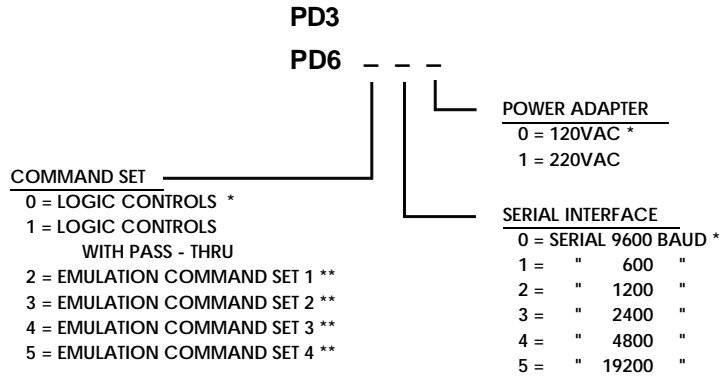 PD3
PD6 _ _ _
POWER ADAPTER
0 = 120VAC *
1 = 220VAC
COMMAND SET
0 = LOGIC CONTROLS *
1 = LOGIC CONTROLS
WITH PASS - THRU
2 = EMULATION COMMAND SET 1 **
3 = EMULATION COMMAND SET 2 **
4 = EMULATION COMMAND SET 3 **
5 = EMULATION COMMAND SET 4 **
SERIAL INTERFACE
0 = SERIAL 9600 BAUD *
1 = " 600 "
2 = " 1200 "
3 = " 2400 "
4 = " 4800 "
5 = " 19200 "